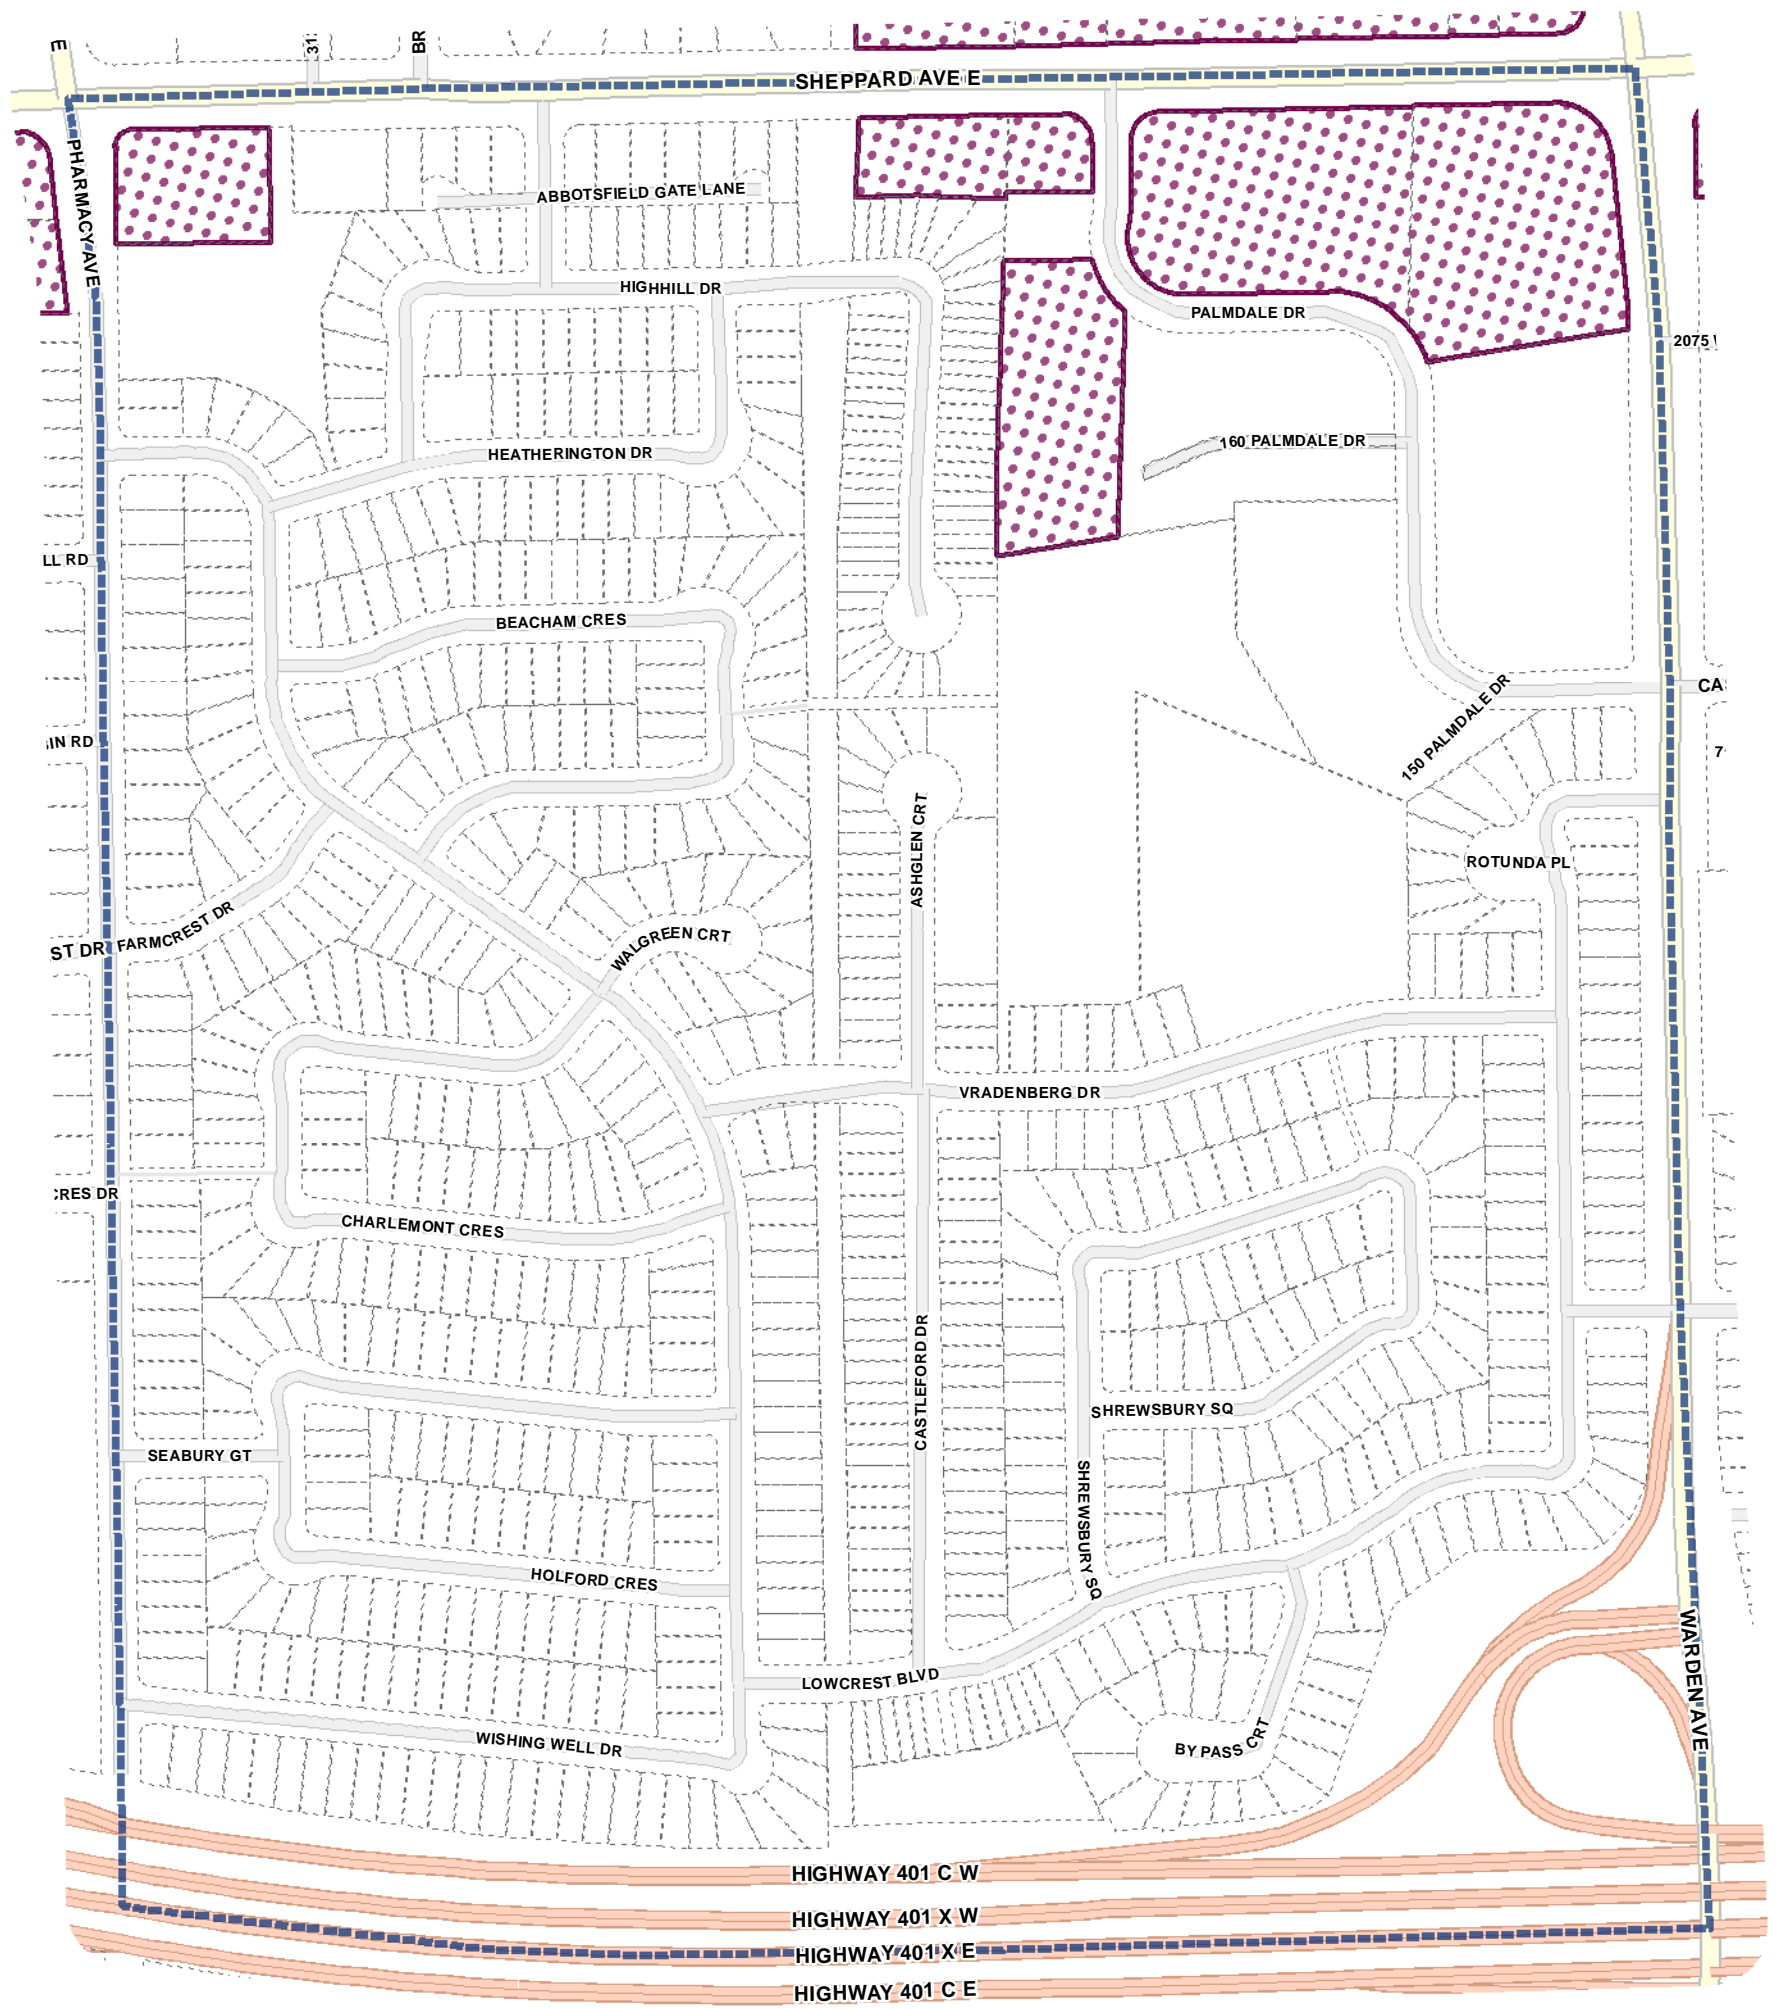 E
31
BR
SHEPPARD AVE E
PHARMACY AVE
ABBOTSFIELD GATE LANE
HIGHHILL DR
PALMDALE DR
2075
160 PALMDALE DR
HEATHERINGTON DR
LL RD
BEACHAM CRES
CA
150 PALMDALE DR
IN RD
7
ASHGLEN CRT
ROTUNDA PL
ST DR
FARMCREST DR
WALGREEN CRT
VRADENBERG DR
CRES DR
CHARLEMONT CRES
CASTLEFORD DR
SHREWSBURY SQ
SEABURY GT
SHREWSBURY SQ
HOLFORD CRES
LOWCREST BLVD
WARDEN AVE
WISHING WELL DR
BY PASS CRT
HIGHWAY 401 C W
HIGHWAY 401 X W
HIGHWAY 401 X E
HIGHWAY 401 C E